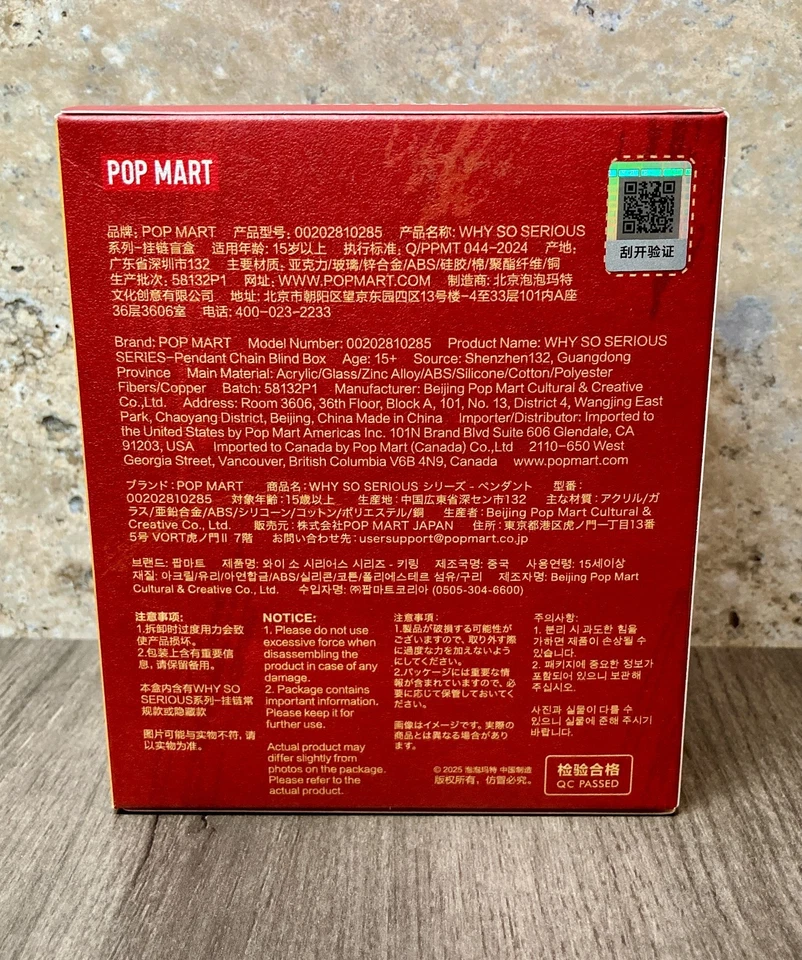 POP MART
刮开验证
品牌: POP MART 产品型号: 00202810285 产品名称: WHY SO SERIOUS
系列-挂链盲盒 适用年龄: 15岁以上 执行标准: Q/PPMT 044-2024 产地:
广东省深圳市132 主要材质: 亚克力/玻璃/锌合金/ABS/硅胶/棉/聚酯纤维/铜
生产批次: 58132P1 网址: WWW.POPMART.COM 制造商: 北京泡泡玛特
文化创意有限公司 地址: 北京市朝阳区望京东园四区13号楼-4至33层101内A座
36层3606室 电话: 400-023-2233
Brand: POP MART Model Number: 00202810285 Product Name: WHY SO SERIOUS
SERIES-Pendant Chain Blind Box Age: 15+ Source: Shenzhen132, Guangdong
Province Main Material: Acrylic/Glass/Zinc Alloy/ABS/Silicone/Cotton/Polyester
Fibers/Copper Batch: 58132P1 Manufacturer: Beijing Pop Mart Cultural & Creative
Co.,Ltd. Address: Room 3606, 36th Floor, Block A, 101, No. 13, District 4, Wangjing East
Park, Chaoyang District, Beijing, China Made in China Importer/Distributor: Imported to
the United States by Pop Mart Americas Inc. 101N Brand Blvd Suite 606 Glendale, CA
91203, USA Imported to Canada by Pop Mart (Canada) Co.,Ltd 2110-650 West
Georgia Street, Vancouver, British Columbia V6B 4N9, Canada www.popmart.com
ブランド: POP MART 商品名: WHY SO SERIOUS シリーズ - ペンダント 型番:
00202810285 対象年齢: 15歳以上 生産地: 中国広東省深セン市132 主な材質: アクリル/ガ
ラス/亜鉛合金/ABS/シリコーン/コットン/ポリエステル/銅 生産者: Beijing Pop Mart Cultural &
Creative Co., Ltd. 販売元: 株式会社POP MART JAPAN 住所: 東京都港区虎ノ門一丁目13番
5号 VORT虎ノ門Ⅱ 7階 お問い合わせ先: usersupport@popmart.co.jp
브랜드: 팝마트 제품명: 와이 소 시리어스 시리즈 - 키링 제조국명: 중국 사용연령: 15세이상
재질: 아크릴/유리/아연합금/ABS/실리콘/코튼/폴리에스테르 섬유/구리 제조자명: Beijing Pop Mart
Cultural & Creative Co., Ltd. 수입자명: ㈜팝마트코리아 (0505-304-6600)
注意事项:
1.拆卸时过度用力会致
使产品损坏。
2.包装上含有重要信
息, 请保留备用。
本盒内含有WHY SO
SERIOUS系列-挂链常
规款或隐藏款
图片可能与实物不符, 请
以实物为准。
NOTICE:
1. Please do not use
excessive force when
disassembling the
product in case of any
damage.
2. Package contains
important information.
Please keep it for
further use.
Actual product may
differ slightly from
photos on the package.
Please refer to the
actual product.
注意事項:
1.製品が破損する可能性が
ございますので、取り外す際
に過度な力を加えないよう
にしてください。
2.パッケージには重要な情
報が含まれていますので、必
要に応じて保管しておいてく
ださい。
画像はイメージです。実際の
商品とは異なる場合があり
ます。
주의사항:
1. 분리 시 과도한 힘을
가하면 제품이 손상될 수
있습니다.
2. 패키지에 중요한 정보가
포함되어 있으니 보관해
주십시오.
사진과 실물이 다를 수
있으니 실물에 준해 주시기
바랍니다.
© 2025 泡泡玛特 中国制造
版权所有, 仿冒必究。
检验合格
QC PASSED